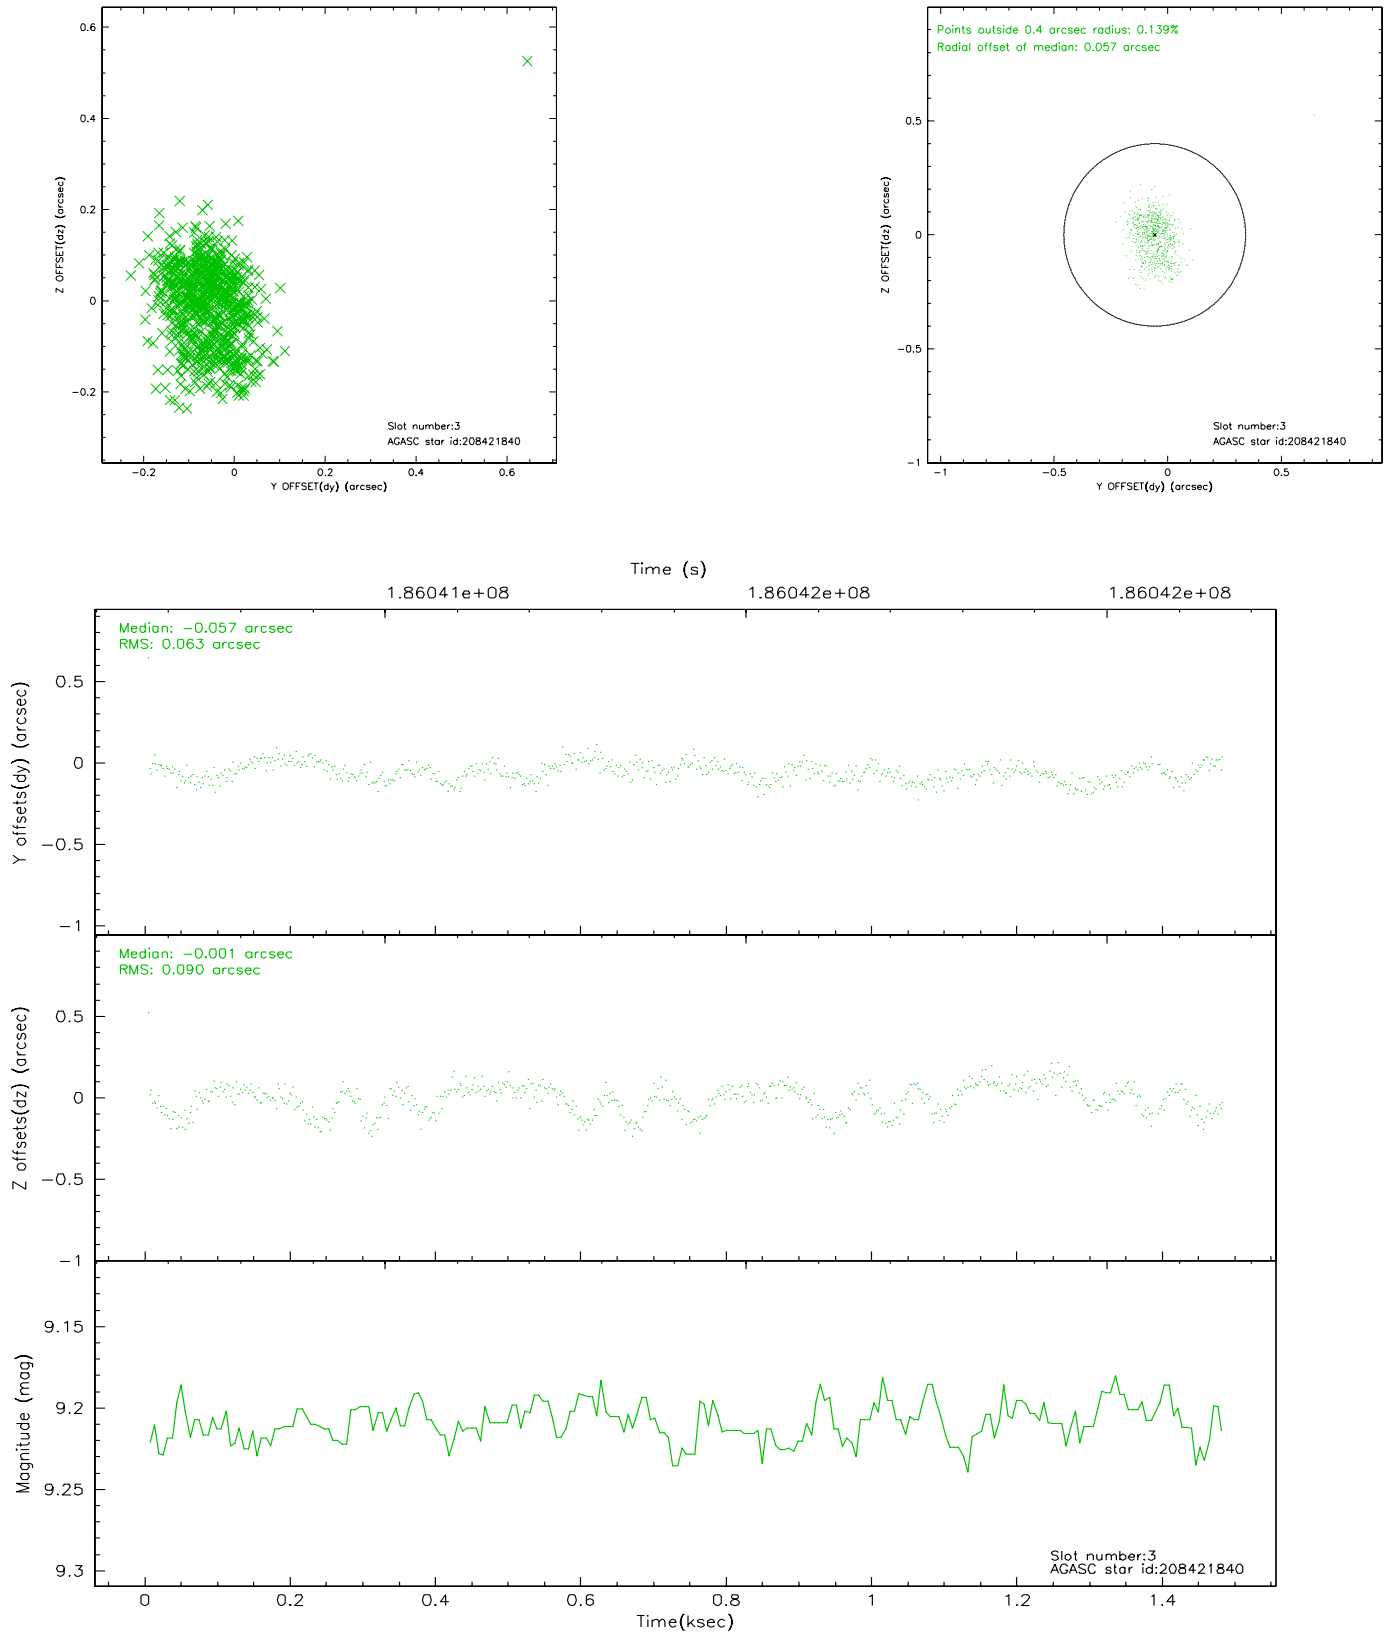 0.6
0.4
0.2
0
−0.2
Z OFFSET(dz) (arcsec)
Slot number:3
AGASC star id:208421840
−0.2 0 0.2 0.4 0.6
Y OFFSET(dy) (arcsec)
Points outside 0.4 arcsec radius: 0.139%
Radial offset of median: 0.057 arcsec
0.5
0
−0.5
−1
Z OFFSET(dz) (arcsec)
Slot number:3
AGASC star id:208421840
−1 −0.5 0 0.5
Y OFFSET(dy) (arcsec)
Time (s)
1.86041e+08 1.86042e+08 1.86042e+08
Median: −0.057 arcsec
RMS: 0.063 arcsec
0.5
0
−0.5
−1
Y offsets(dy) (arcsec)
Median: −0.001 arcsec
RMS: 0.090 arcsec
0.5
0
−0.5
−1
Z offsets(dz) (arcsec)
9.15
9.2
9.25
9.3
Magnitude (mag)
Slot number:3
AGASC star id:208421840
0 0.2 0.4 0.6 0.8 1 1.2 1.4
Time(ksec)